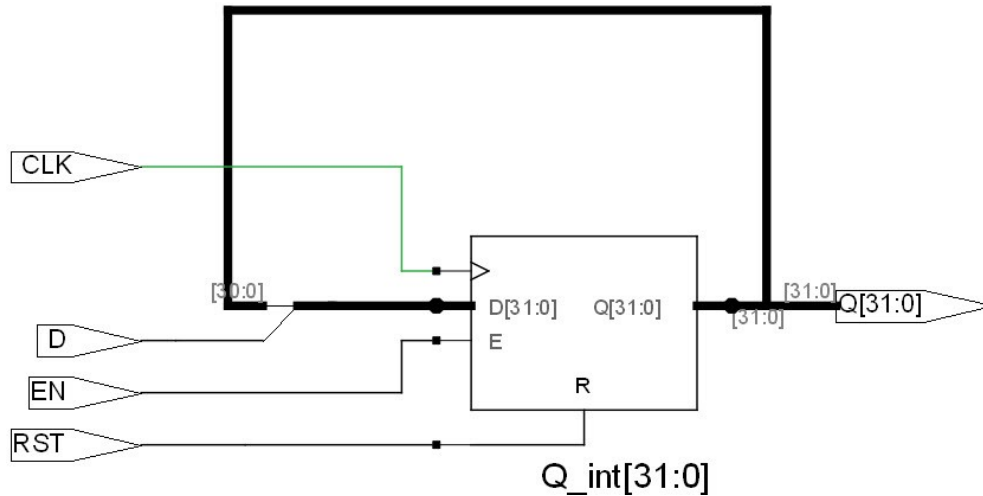 CLK
[30:0]
D[31:0]
Q[31:0]
[31:0]
Q[31:0]
[31:0]
D
E
EN
R
RST
Q_int[31:0]